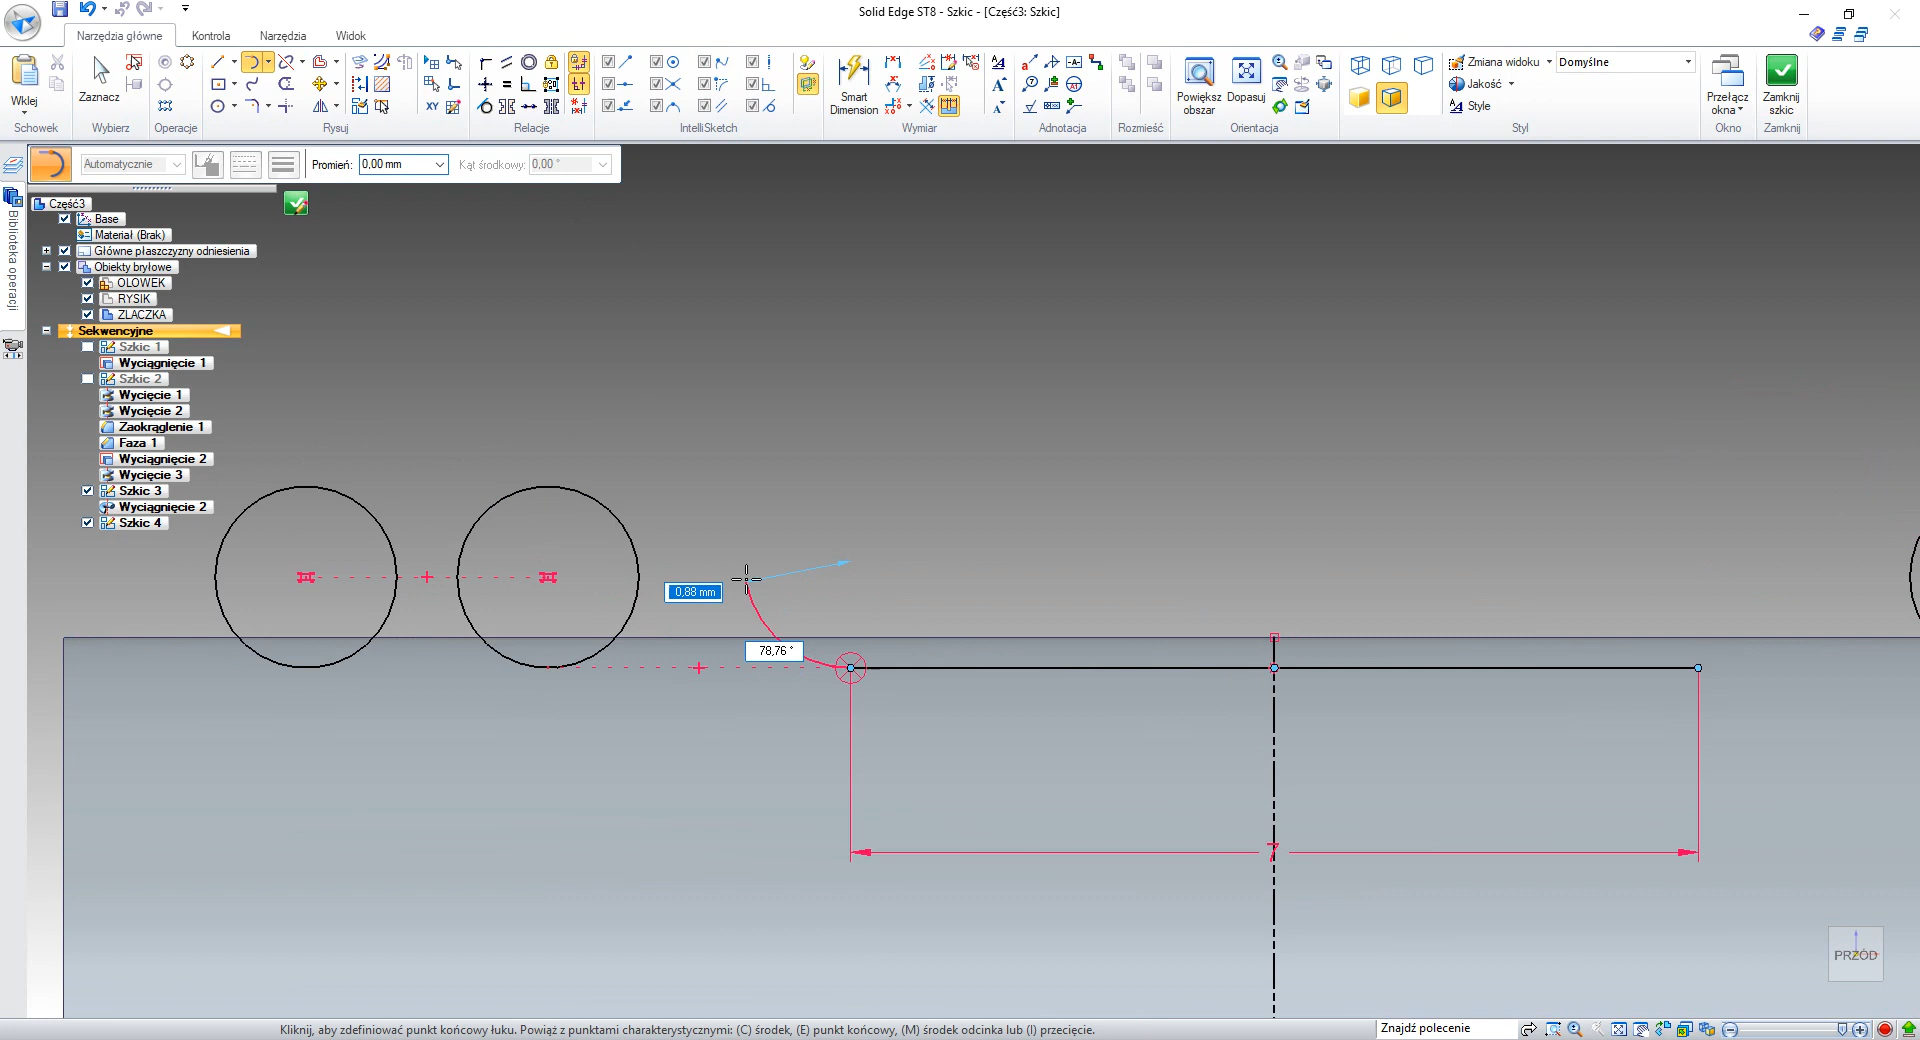 Solid Edge ST8 - Szkic - [Część3: Szkic]
Narzędzia główne Kontrola Narzędzia Widok
Wklej
Zaznacz
Smart Dimension
Powiększ obszar
Dopasuj
Zmiana widoku
Domyślne
Jakość
Style
Przełącz okna
Zamknij szkic
XY
Schowek Wybierz Operacje Rysuj Relacje IntelliSketch Wymiar Adnotacja Rozmieść Orientacja Styl Okno Zamknij
Automatycznie Promień: 0,00 mm Kąt środkowy: 0,00 °
Biblioteka operacji
Część3
Base
Materiał (Brak)
Główne płaszczyzny odniesienia
Obiekty bryłowe
OLOWEK
RYSIK
ZLACZKA
Sekwencyjne
Szkic 1
Wyciągnięcie 1
Szkic 2
Wycięcie 1
Wycięcie 2
Zaokrąglenie 1
Faza 1
Wyciągnięcie 2
Wycięcie 3
Szkic 3
Wyciągnięcie 2
Szkic 4
0,88 mm
78,76 °
7
PRZÓD
Kliknij, aby zdefiniować punkt końcowy łuku. Powiąż z punktami charakterystycznymi: (C) środek, (E) punkt końcowy, (M) środek odcinka lub (I) przecięcie.
Znajdź polecenie